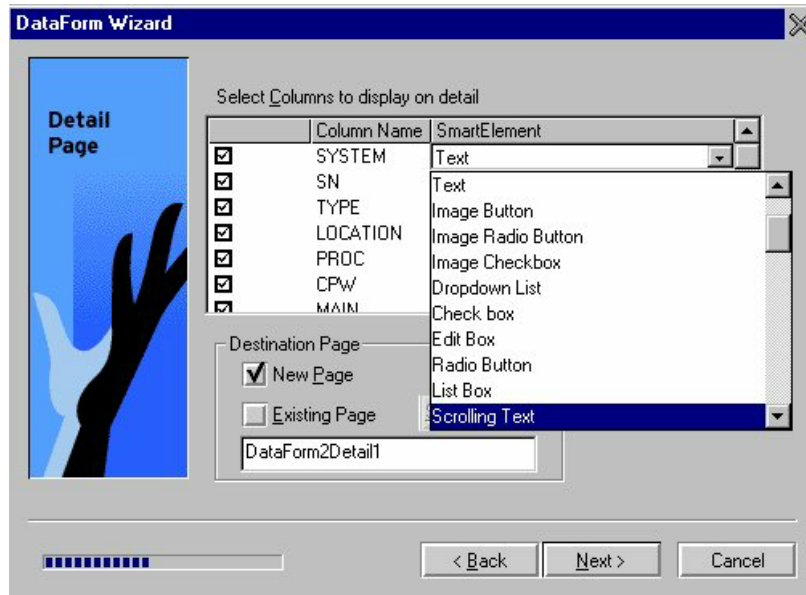 DataForm Wizard
Detail
Page
Select Columns to display on detail
Column Name SmartElement
SYSTEM Text
SN
TYPE
LOCATION
PROC
CPW
MAIN
Text
Image Button
Image Radio Button
Image Checkbox
Dropdown List
Check box
Edit Box
Radio Button
List Box
Scrolling Text
Destination Page
New Page
Existing Page
DataForm2Detail1
< Back Next > Cancel